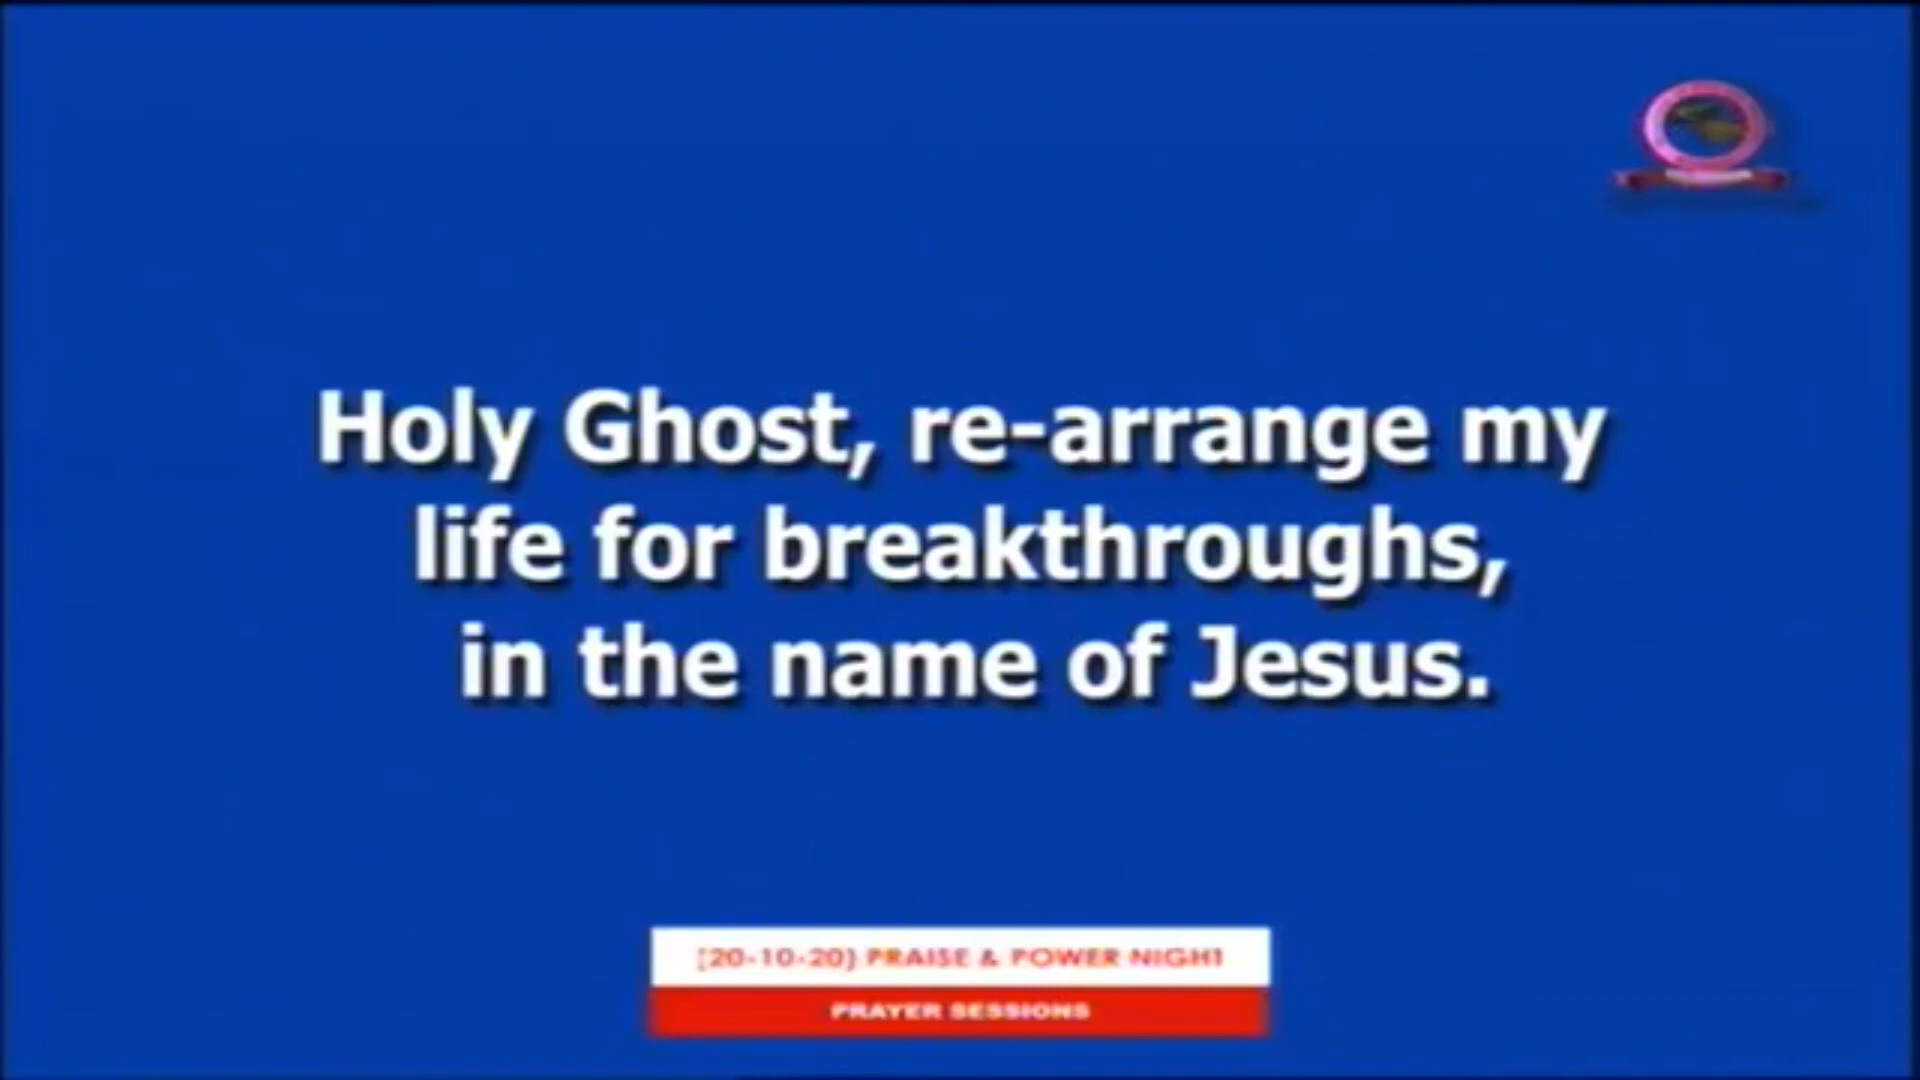 Holy Ghost, re-arrange my
life for breakthroughs,
in the name of Jesus.
[20-10-20] PRAISE & POWER NIGHT
PRAYER SESSIONS